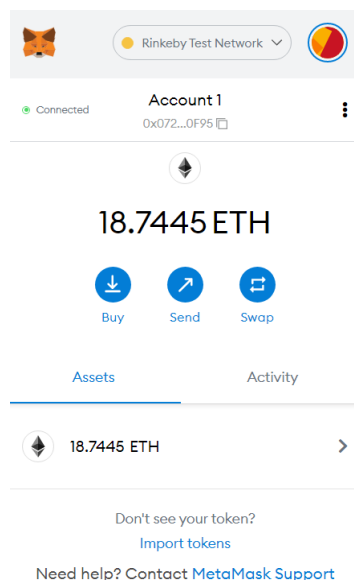 Rinkeby Test Network
Connected
Account 1
0x072...0F95
18.7445 ETH
Buy Send Swap
Assets Activity
18.7445 ETH
Don't see your token?
Import tokens
Need help? Contact MetaMask Support